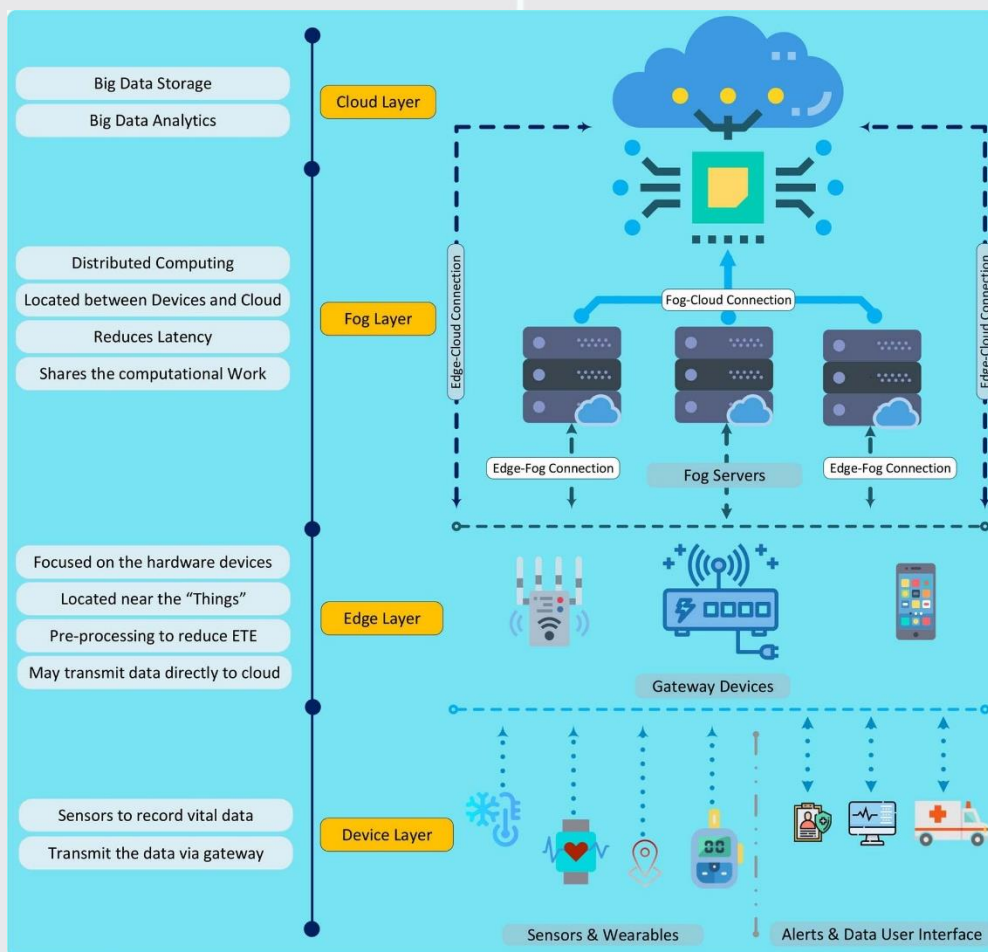 Big Data Storage
Big Data Analytics
Cloud Layer
Edge-Cloud Connection
Edge-Cloud Connection
Distributed Computing
Located between Devices and Cloud
Reduces Latency
Shares the computational Work
Fog Layer
Fog-Cloud Connection
Edge-Fog Connection
Fog Servers
Edge-Fog Connection
Focused on the hardware devices
Located near the “Things”
Pre-processing to reduce ETE
May transmit data directly to cloud
Edge Layer
Gateway Devices
Sensors to record vital data
Transmit the data via gateway
Device Layer
00
Sensors & Wearables
Alerts & Data User Interface